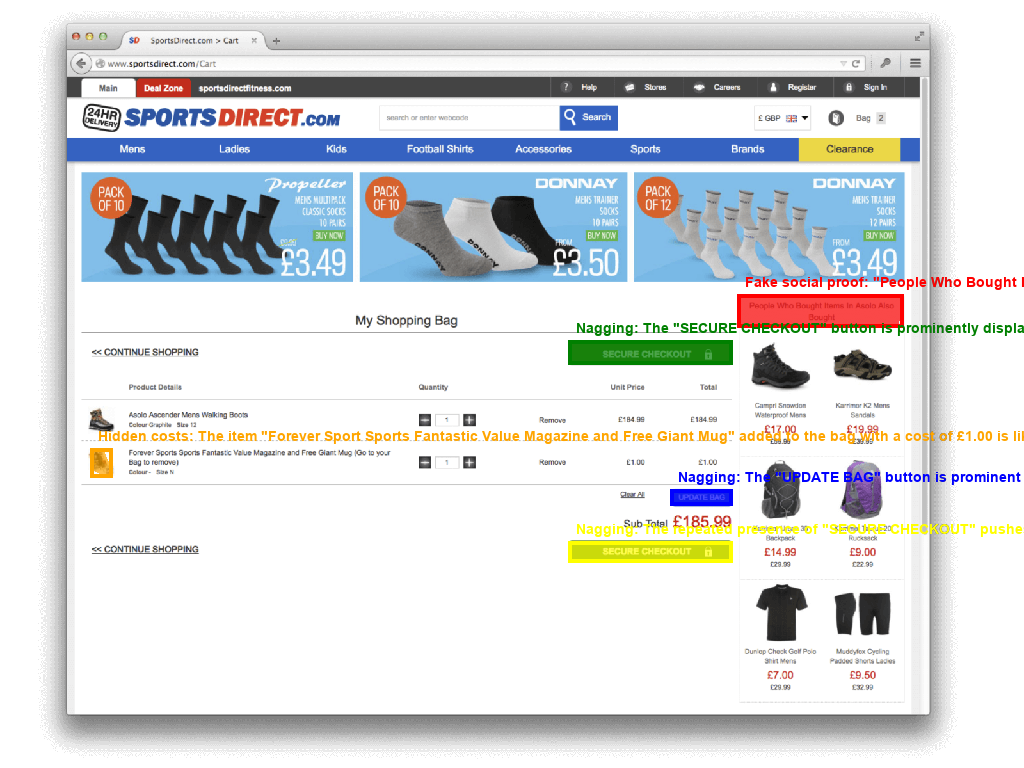 SD SportsDirect.com > Cart
www.sportsdirect.com/Cart
Main Deal Zone sportsdirectfitness.com ? Help Stores Careers Register Sign In
24HR DELIVERY SPORTSDIRECT.COM
search or enter webcode Search £ GBP Bag 2
Mens Ladies Kids Football Shirts Accessories Sports Brands Clearance
PACK OF 10
Propeller
MENS MULTIPACK
CLASSIC SOCKS
10 PAIRS
BUY NOW
£3.49
PACK OF 10
DONNAY
MENS TRAINER
SOCKS
10 PAIRS
BUY NOW
FROM
£3.50
PACK OF 12
DONNAY
MENS TRAINER
SOCKS
12 PAIRS
BUY NOW
FROM
£3.49
Fake social proof: "People Who Bought
People Who Bought Items In Asolo Also
Bought
My Shopping Bag
Nagging: The "SECURE CHECKOUT" button is prominently displa
<< CONTINUE SHOPPING SECURE CHECKOUT
Product Details Quantity Unit Price Total
Asolo Ascender Mens Walking Boots
Colour Graphite Size 12
1 Remove £184.99 £184.99
Hidden costs: The item "Forever Sport Sports Fantastic Value Magazine and Free Giant Mug" added to the bag with a cost of £1.00 is lik
Forever Sports Sports Fantastic Value Magazine and Free Giant Mug (Go to your
Bag to remove)
Colour - Size N
1 Remove £1.00 £1.00
Nagging: The "UPDATE BAG" button is prominent
Clear All UPDATE BAG
Sub Total £185.99
Nagging: The repeated presence of "SECURE CHECKOUT" pushe
<< CONTINUE SHOPPING SECURE CHECKOUT
Campri Snowdon
Waterproof Mens
£17.00
Karrimor K2 Mens
Sandals
£19.99
Backpack
£14.99
£29.99
Rucksack
£9.00
£22.99
Dunlop Check Golf Polo
Shirt Mens
£7.00
£29.99
Muddyfox Cycling
Padded Shorts Ladies
£9.50
£32.99